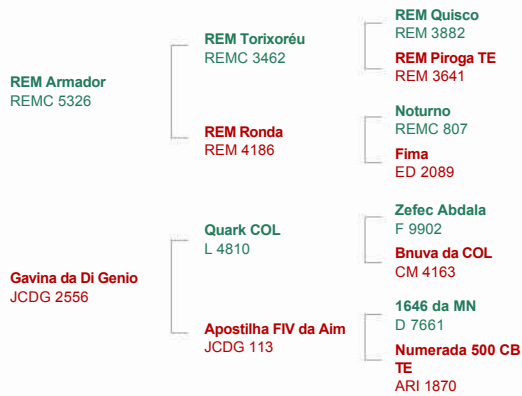 REM Armador
REMC 5326
REM Torixoréu
REMC 3462
REM Quisco
REM 3882
REM Piroga TE
REM 3641
REM Ronda
REM 4186
Noturno
REMC 807
Fima
ED 2089
Gavina da Di Genio
JCDG 2556
Quark COL
L 4810
Zefec Abdala
F 9902
Bnuva da COL
CM 4163
Apostilha FIV da Aim
JCDG 113
1646 da MN
D 7661
Numerada 500 CB
TE
ARI 1870